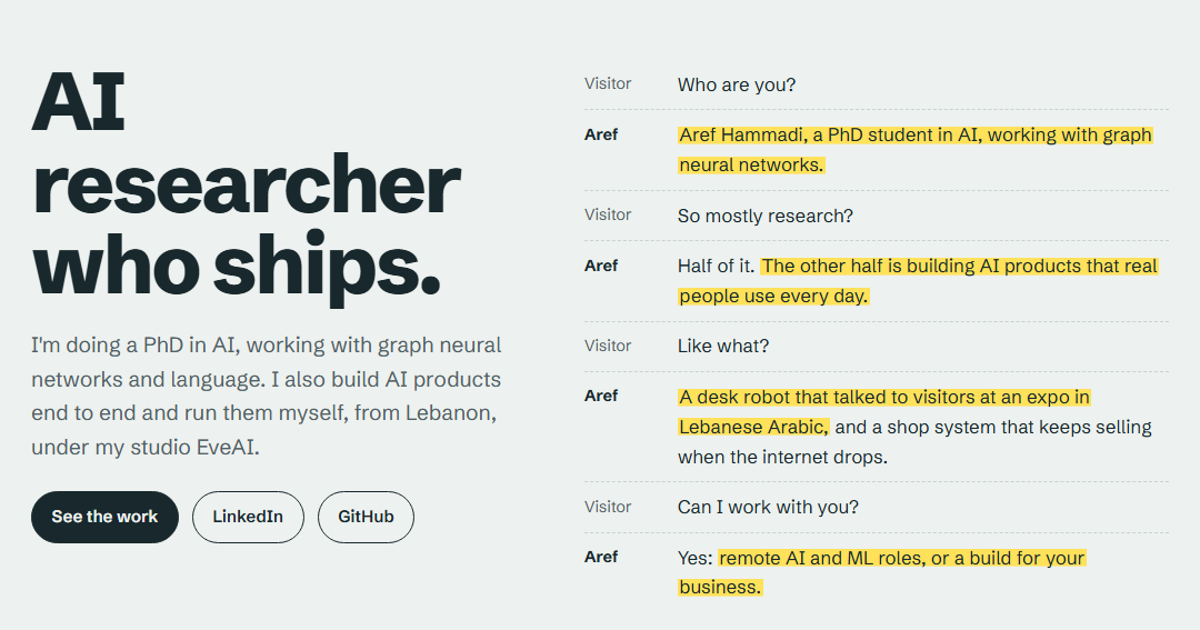 AI
researcher
who ships.
I'm doing a PhD in AI, working with graph neural
networks and language. I also build AI products
end to end and run them myself, from Lebanon,
under my studio EveAI.
See the work
LinkedIn
GitHub
Visitor Who are you?
Aref Aref Hammadi, a PhD student in AI, working with graph
neural networks.
Visitor So mostly research?
Aref Half of it. The other half is building AI products that real
people use every day.
Visitor Like what?
Aref A desk robot that talked to visitors at an expo in
Lebanese Arabic, and a shop system that keeps selling
when the internet drops.
Visitor Can I work with you?
Aref Yes: remote AI and ML roles, or a build for your
business.